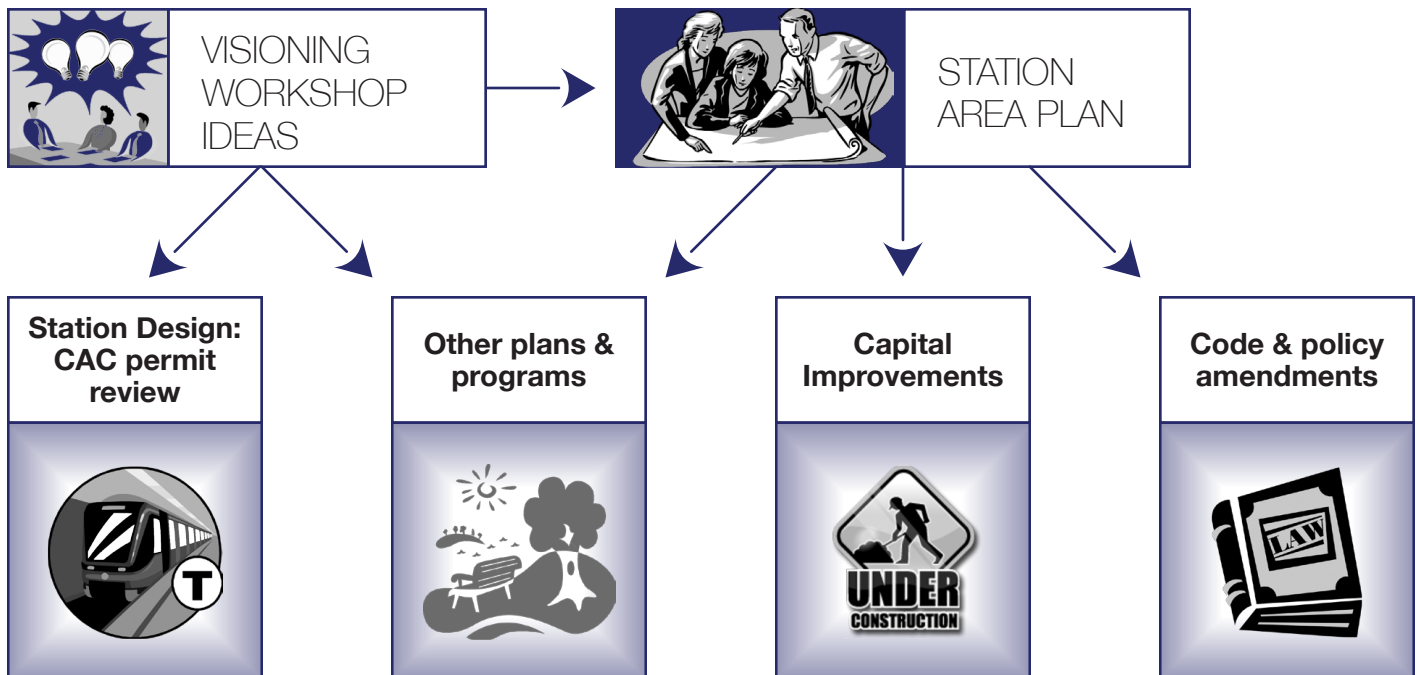 VISIONING
WORKSHOP
IDEAS
STATION
AREA PLAN
Station Design:
CAC permit
review
Other plans &
programs
Capital
Improvements
Code & policy
amendments
T
UNDER
CONSTRUCTION
LAW